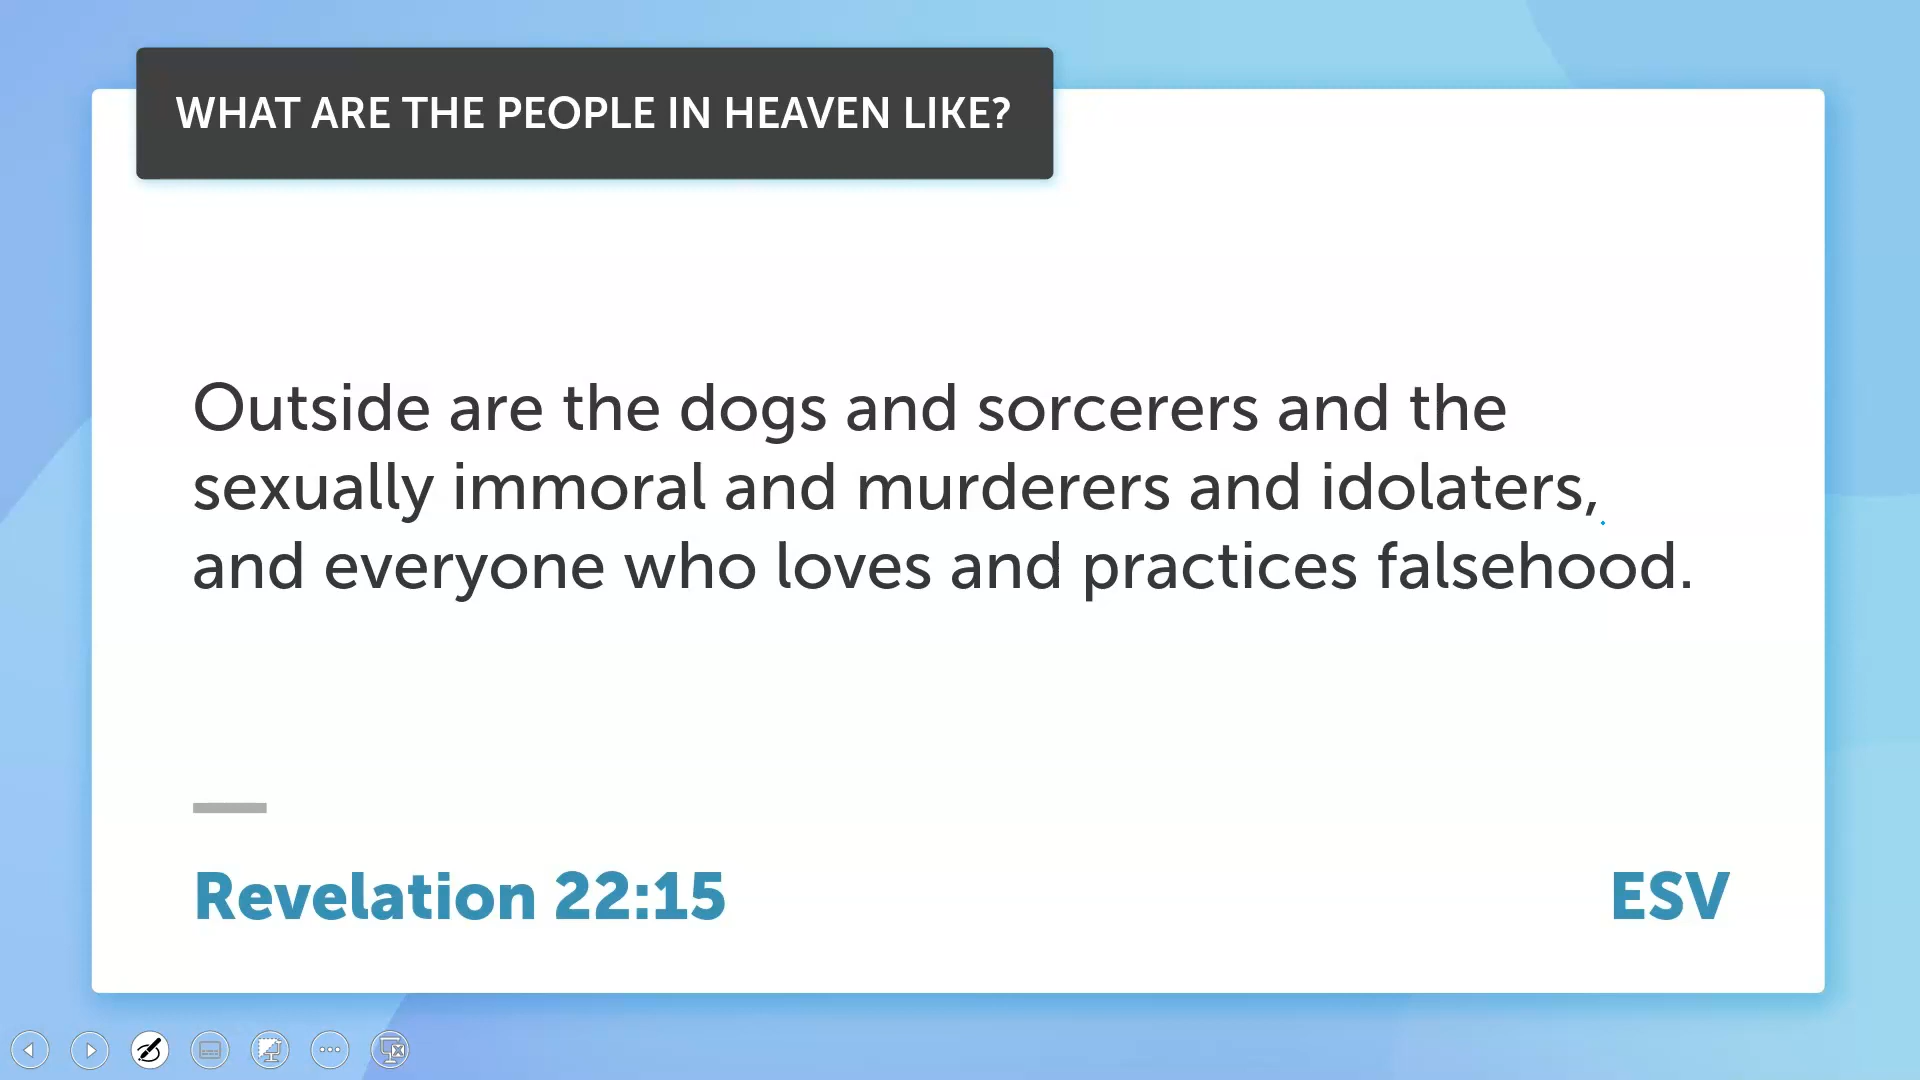 WHAT ARE THE PEOPLE IN HEAVEN LIKE?
Outside are the dogs and sorcerers and the
sexually immoral and murderers and idolaters,
and everyone who loves and practices falsehood.
Revelation 22:15
ESV